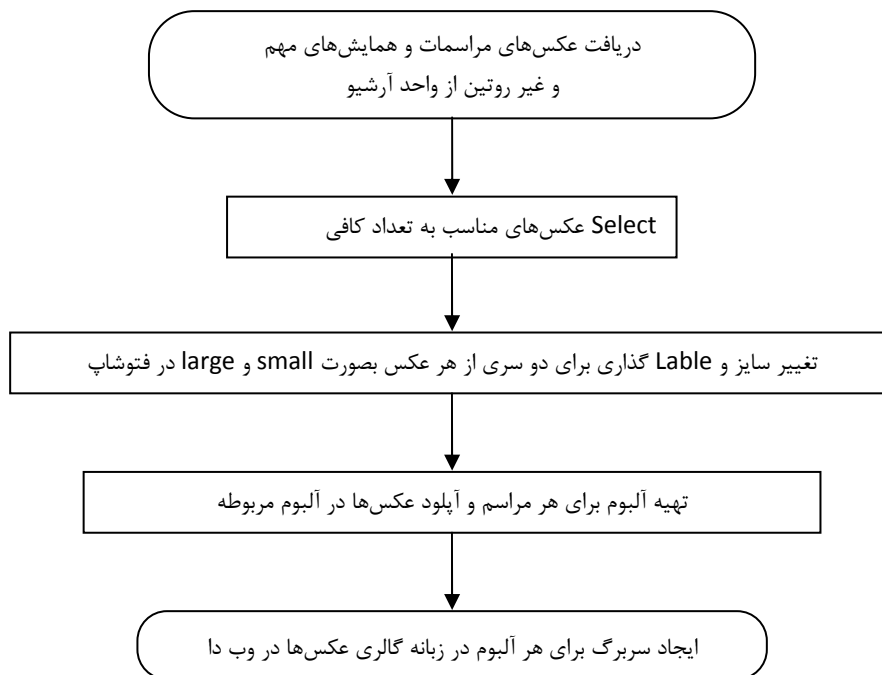 دریافت عکس‌های مراسمات و همایش‌های مهم
و غیر روتین از واحد آرشیو
Select عکس‌های مناسب به تعداد کافی
تغییر سایز و Lable گذاری برای دو سری از هر عکس بصورت small و large در فتوشاپ
تهیه آلبوم برای هر مراسم و آپلود عکس‌ها در آلبوم مربوطه
ایجاد سربرگ برای هر آلبوم در زبانه گالری عکس‌ها در وب دا